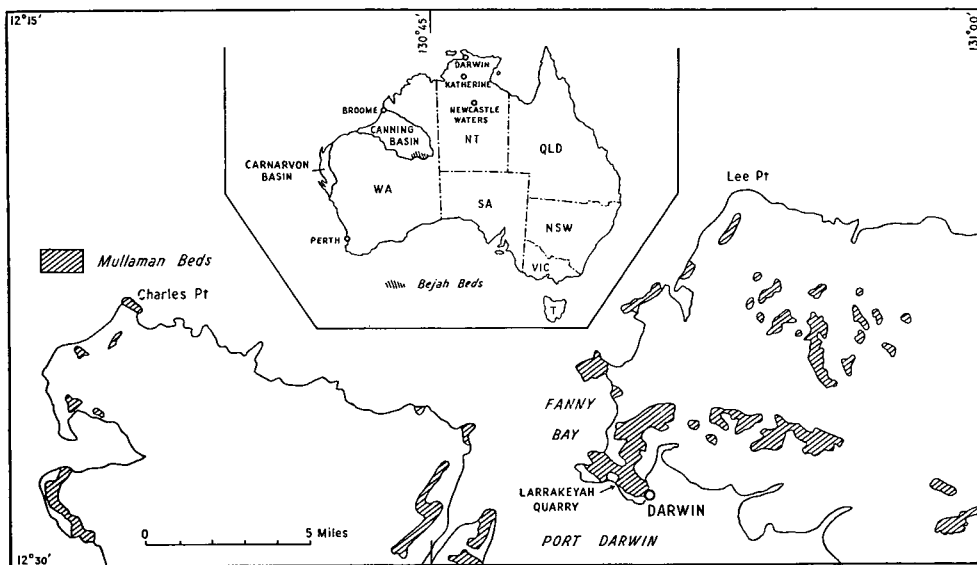 12°15'
130°45'
131°00'
DARWIN
KATHERINE
NEWCASTLE
WATERS
BROOME
CANNING
BASIN
NT
QLD
CARNARVON
BASIN
WA
SA
NSW
PERTH
VIC
T
Bejah Beds
Lee Pt
Mullaman Beds
Charles Pt
FANNY
BAY
LARRAKEYAH
QUARRY
DARWIN
0 5 Miles
PORT DARWIN
12°30'